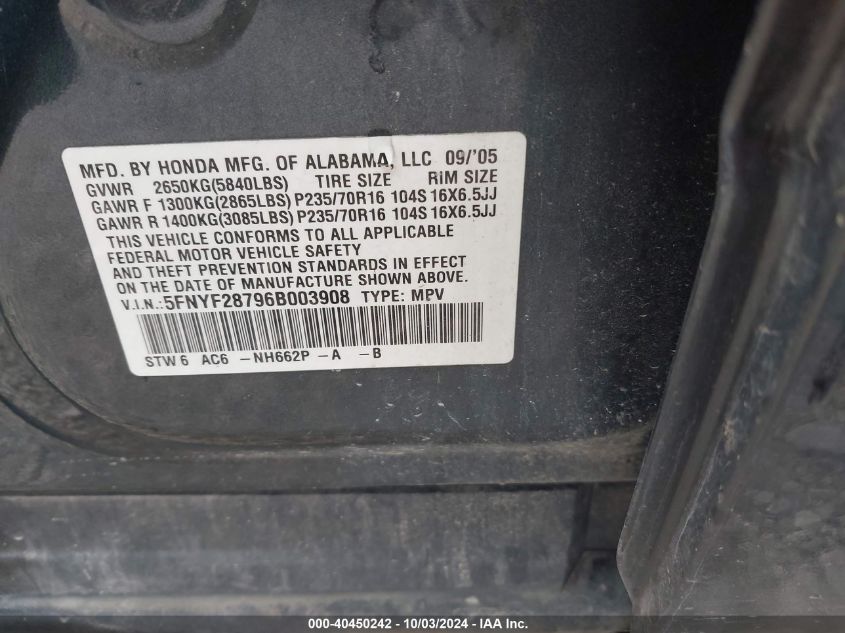 MFD. BY HONDA MFG. OF ALABAMA, LLC 09/'05
GVWR 2650KG(5840LBS) TIRE SIZE RIM SIZE
GAWR F 1300KG(2865LBS) P235/70R16 104S 16X6.5JJ
GAWR R 1400KG(3085LBS) P235/70R16 104S 16X6.5JJ
THIS VEHICLE CONFORMS TO ALL APPLICABLE
FEDERAL MOTOR VEHICLE SAFETY
AND THEFT PREVENTION STANDARDS IN EFFECT
ON THE DATE OF MANUFACTURE SHOWN ABOVE.
V.I.N.:5FNYF28796B003908 TYPE: MPV
STW6 AC6 -NH662P -A -B
000-40450242 - 10/03/2024 - IAA Inc.